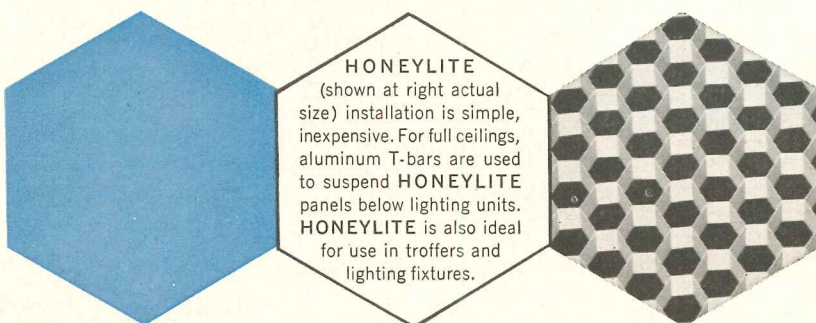 HONEYLITE
(shown at right actual
size) installation is simple,
inexpensive. For full ceilings,
aluminum T-bars are used
to suspend HONEYLITE
panels below lighting units.
HONEYLITE is also ideal
for use in troffers and
lighting fixtures.